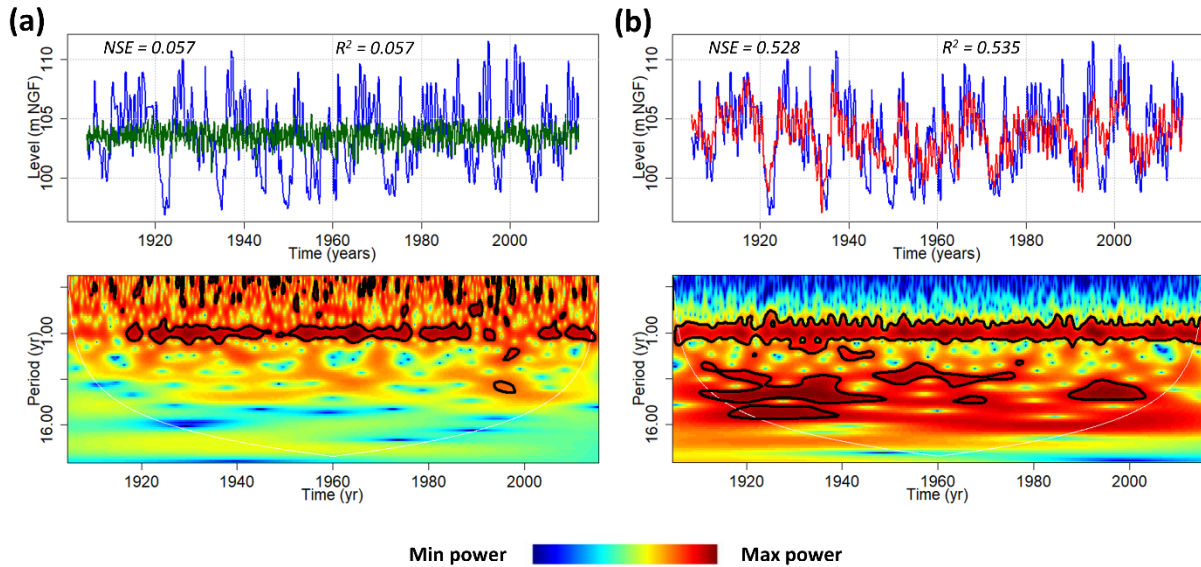 (a)
NSE = 0.057
R² = 0.057
Level (m NGF)
110
105
100
1920
1940
1960
1980
2000
Time (years)
Period (yr)
1.00
16.00
1920
1940
1960
1980
2000
Time (yr)
(b)
NSE = 0.528
R² = 0.535
Level (m NGF)
110
105
100
1920
1940
1960
1980
2000
Time (years)
Period (yr)
1.00
16.00
1920
1940
1960
1980
2000
Time (yr)
Min power
Max power